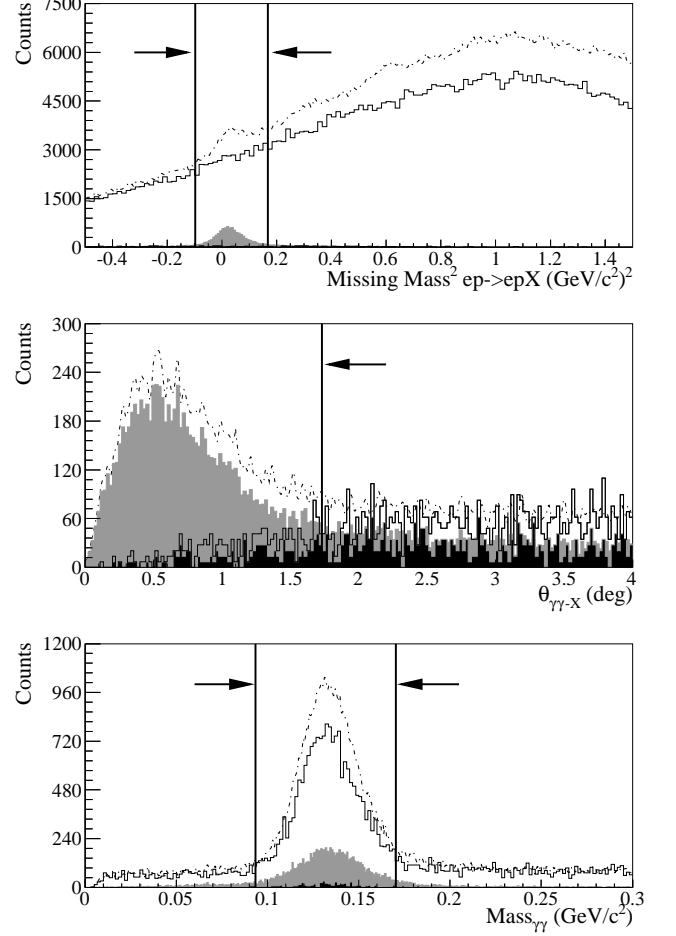 Counts
7500
6000
4500
3000
1500
0
-0.4 -0.2 0 0.2 0.4 0.6 0.8 1 1.2 1.4
Missing Mass² ep->epX (GeV/c²)²
Counts
300
240
180
120
60
0
0 0.5 1 1.5 2 2.5 3 3.5 4
θγγ-X (deg)
Counts
1200
960
720
480
240
0
0 0.05 0.1 0.15 0.2 0.25 0.3
Massγγ (GeV/c²)